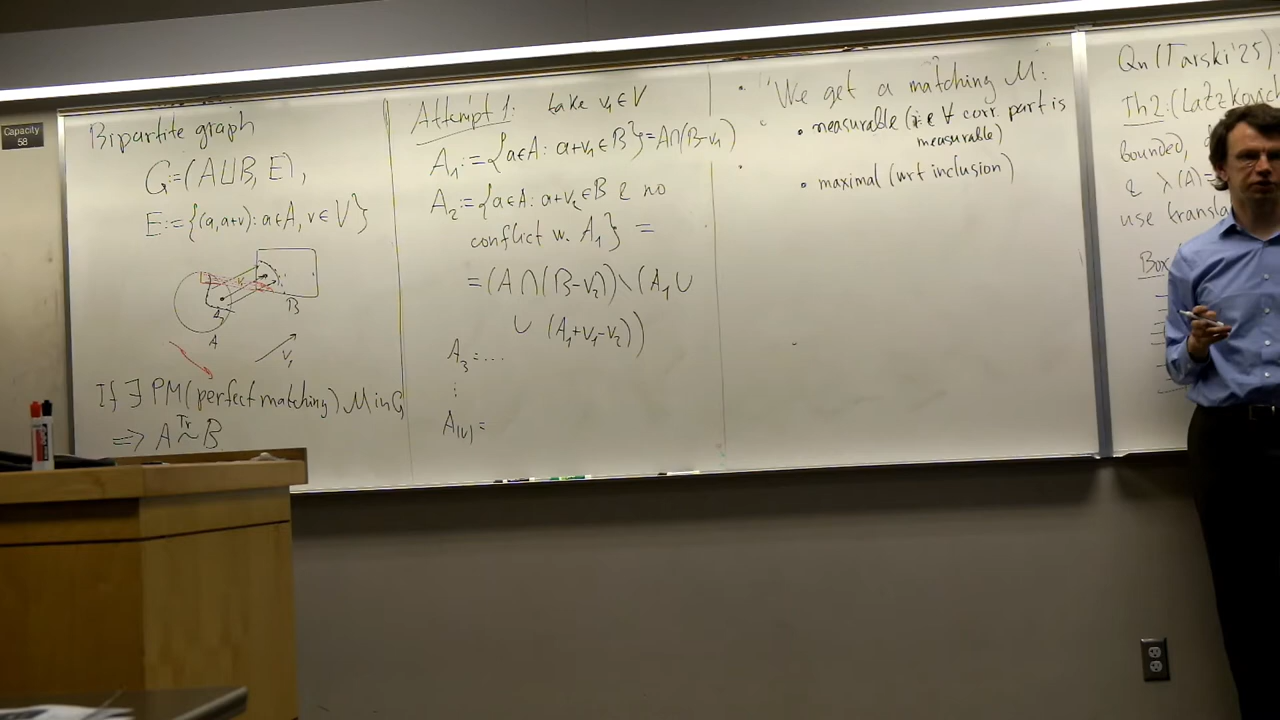 Capacity
58
Bipartite graph
G:=(A⊔B, E),
E:={(a,a+v): a∈A, v∈V}
A
B
V₁
If ∃ PM(perfect matching) M in G
⇒ A ~ᵀʳ B
Attempt 1: take v₁∈V
A₁:={a∈A: a+v₁∈B}=A∩(B-v₁)
A₂:={a∈A: a+v₂∈B & no
conflict w. A₁} =
=(A∩(B-v₂))\(A₁∪
∪ (A₁+v₁-v₂))
A₃=...
⋮
A|V|=
We get a matching M:
• measurable (i.e ∀ corr. part is
measurable)
• maximal (wrt inclusion)
Qn (Tarski '25)
Th2: (Laczkovich
bounded,
& λ(A)=
use transla
Box